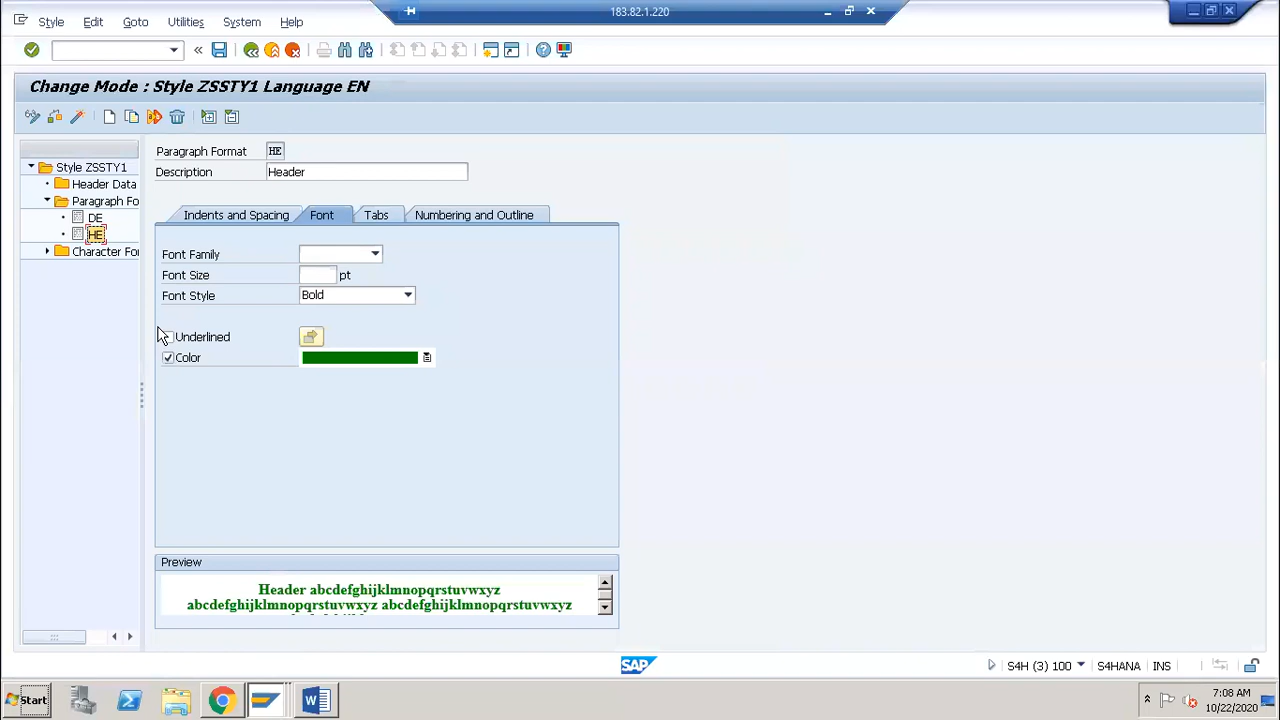 183.82.1.220
Style Edit Goto Utilities System Help
Change Mode : Style ZSSTY1 Language EN
Paragraph Format HE
Description Header
Style ZSSTY1
Header Data
Paragraph Fo
DE
HE
Character For
Indents and Spacing Font Tabs Numbering and Outline
Font Family
Font Size pt
Font Style Bold
Underlined
Color
Preview
Header abcdefghijklmnopqrstuvwxyz
abcdefghijklmnopqrstuvwxyz abcdefghijklmnopqrstuvwxyz
SAP S4H (3) 100 S4HANA INS
Start
7:08 AM
10/22/2020